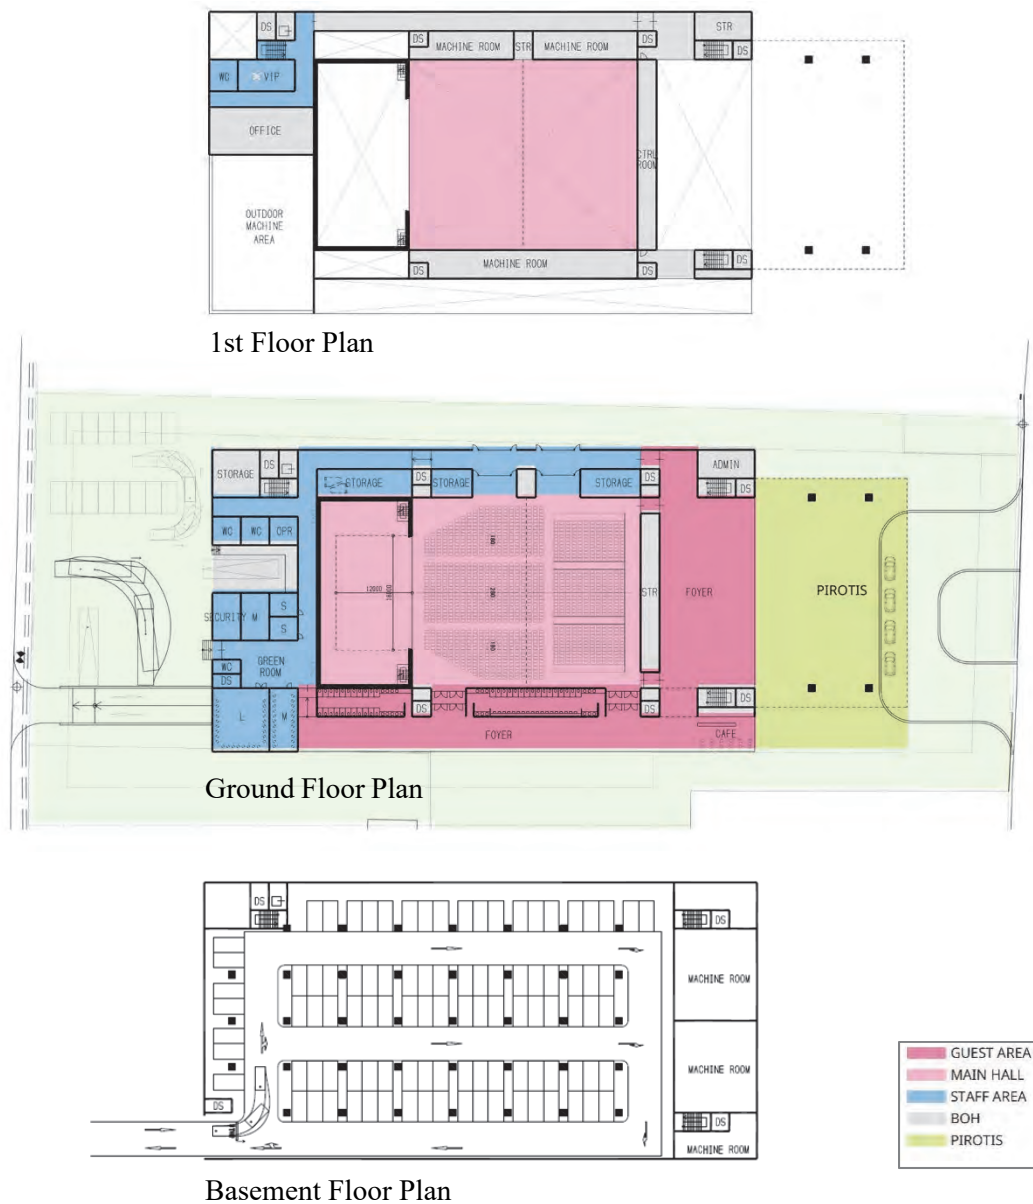 DS
STR
DS
MACHINE ROOM
STR
MACHINE ROOM
DS
DS
WC
VIP
OFFICE
CTRL
ROOM
OUTDOOR
MACHINE
AREA
MACHINE ROOM
DS
DS
DS
1st Floor Plan
STORAGE
DS
STORAGE
DS
STORAGE
STORAGE
DS
ADMIN
DS
WC
WC
OPR
SECURITY
M
S
S
12000
18000
STR
FOYER
PIROTIS
GREEN
ROOM
WC
DS
L
M
DS
DS
DS
FOYER
CAFE
Ground Floor Plan
DS
DS
MACHINE ROOM
MACHINE ROOM
DS
DS
MACHINE ROOM
GUEST AREA
MAIN HALL
STAFF AREA
BOH
PIROTIS
Basement Floor Plan